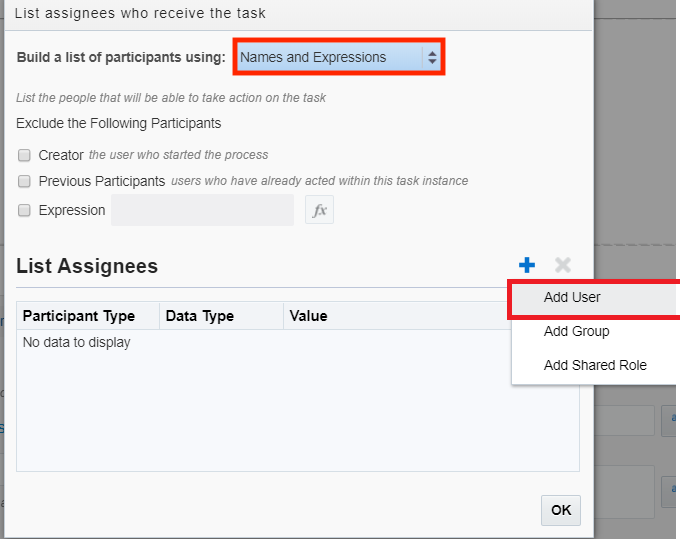 List assignees who receive the task
Build a list of participants using: Names and Expressions
List the people that will be able to take action on the task
Exclude the Following Participants
Creator the user who started the process
Previous Participants users who have already acted within this task instance
Expression fx
List Assignees
Add User
Add Group
Add Shared Role
Participant Type Data Type Value
No data to display
OK